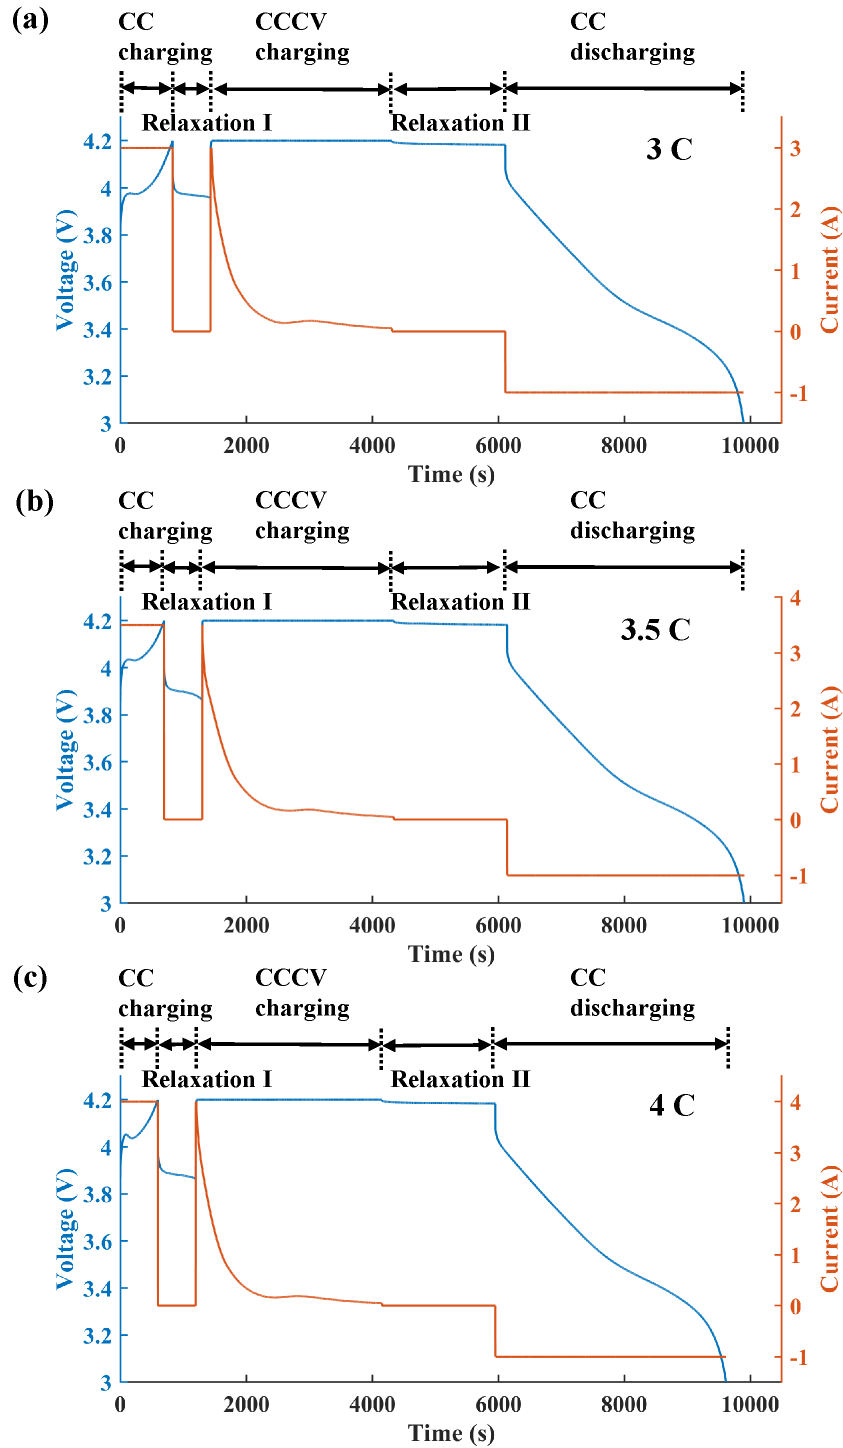 (a)
CC
charging
CCCV
charging
CC
discharging
Relaxation I
Relaxation II
3 C
4.2
4
3.8
3.6
3.4
3.2
3
Voltage (V)
3
2
1
0
-1
Current (A)
0
2000
4000
6000
8000
10000
Time (s)
(b)
CC
charging
CCCV
charging
CC
discharging
Relaxation I
Relaxation II
3.5 C
4.2
4
3.8
3.6
3.4
3.2
3
Voltage (V)
4
3
2
1
0
-1
Current (A)
0
2000
4000
6000
8000
10000
Time (s)
(c)
CC
charging
CCCV
charging
CC
discharging
Relaxation I
Relaxation II
4 C
4.2
4
3.8
3.6
3.4
3.2
3
Voltage (V)
4
3
2
1
0
-1
Current (A)
0
2000
4000
6000
8000
10000
Time (s)